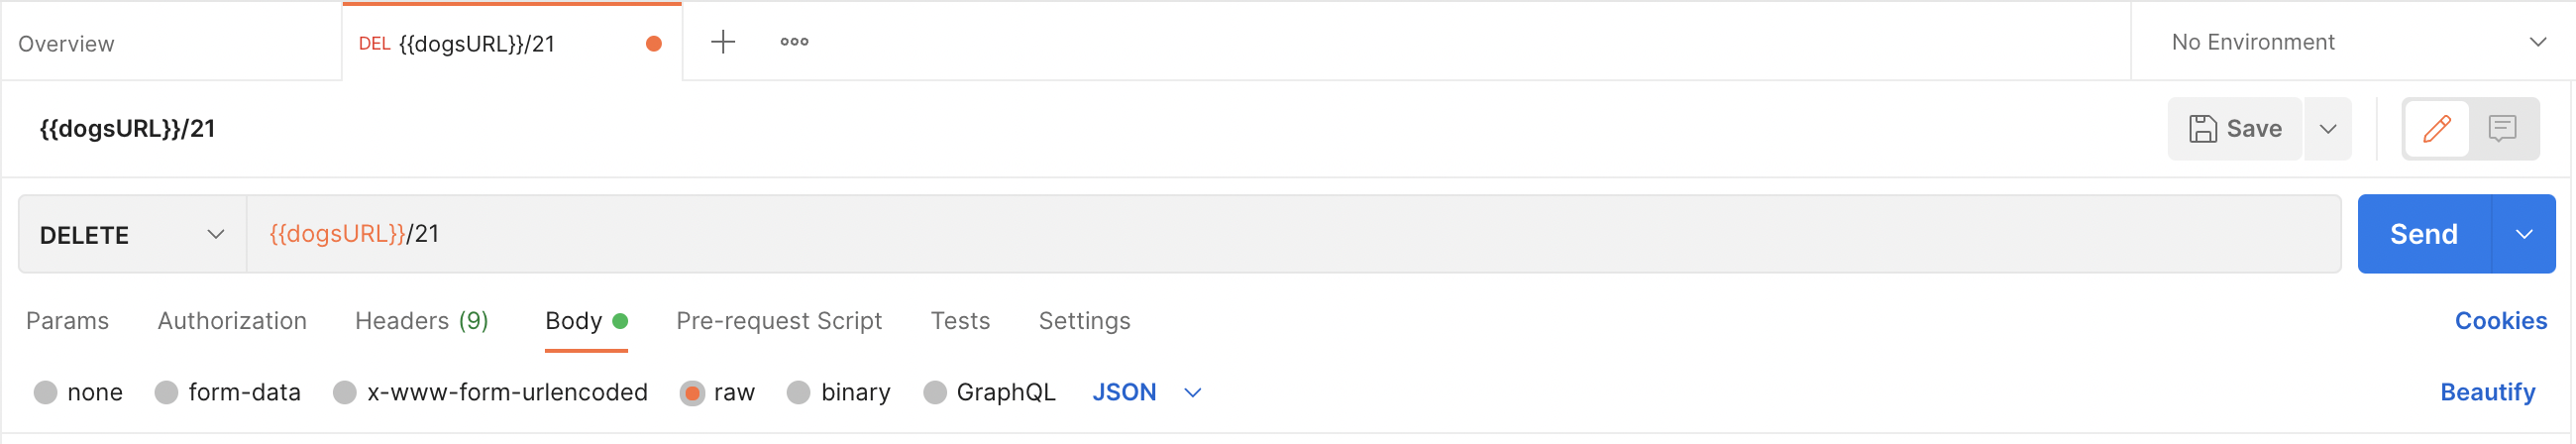 Overview DEL {{dogsURL}}/21 No Environment
{{dogsURL}}/21 Save
DELETE {{dogsURL}}/21 Send
Params Authorization Headers (9) Body Pre-request Script Tests Settings Cookies
none form-data x-www-form-urlencoded raw binary GraphQL JSON Beautify